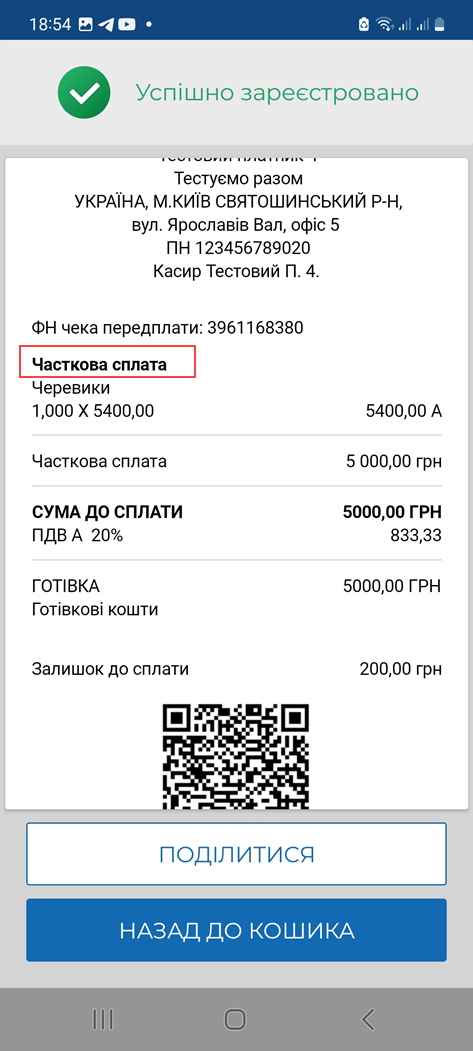 18:54
Успішно зареєстровано
Тестовий платник 4
Тестуємо разом
УКРАЇНА, М.КИЇВ СВЯТОШИНСЬКИЙ Р-Н,
вул. Ярославів Вал, офіс 5
ПН 123456789020
Касир Тестовий П. 4.
ФН чека передплати: 3961168380
Часткова сплата
Черевики
1,000 X 5400,00 5400,00 А
Часткова сплата 5 000,00 грн
СУМА ДО СПЛАТИ 5000,00 ГРН
ПДВ А 20% 833,33
ГОТІВКА 5000,00 ГРН
Готівкові кошти
Залишок до сплати 200,00 грн
ПОДІЛИТИСЯ
НАЗАД ДО КОШИКА